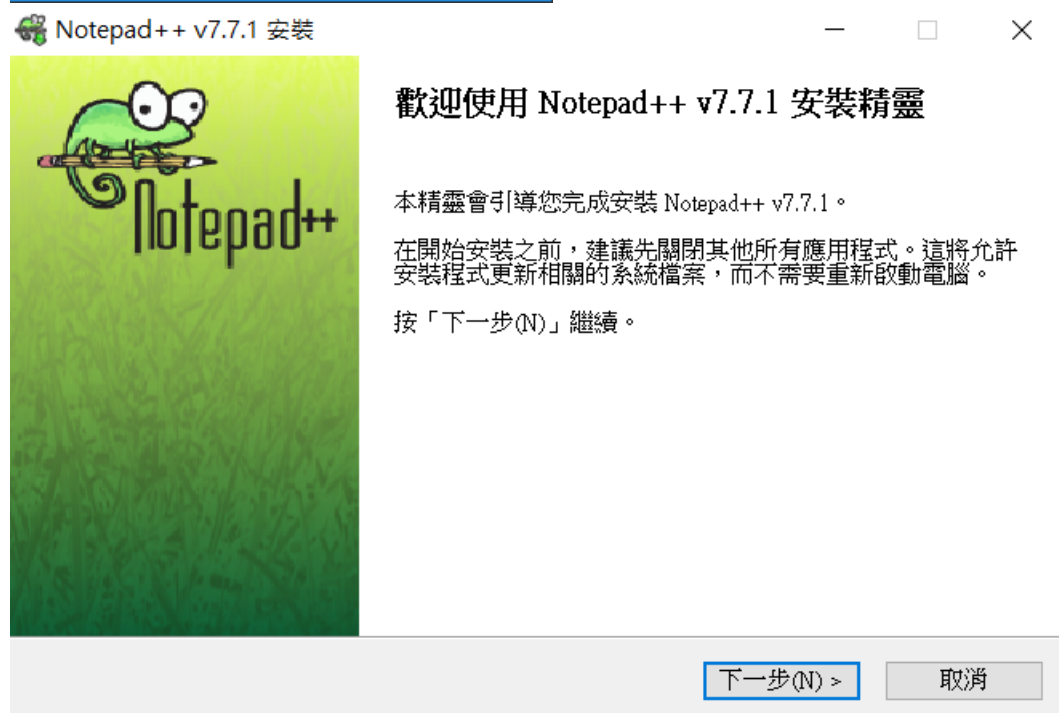 Notepad++ v7.7.1 安裝
Notepad++
歡迎使用 Notepad++ v7.7.1 安裝精靈
本精靈會引導您完成安裝 Notepad++ v7.7.1。
在開始安裝之前，建議先關閉其他所有應用程式。這將允許
安裝程式更新相關的系統檔案，而不需要重新啟動電腦。
按「下一步(N)」繼續。
下一步(N) >
取消